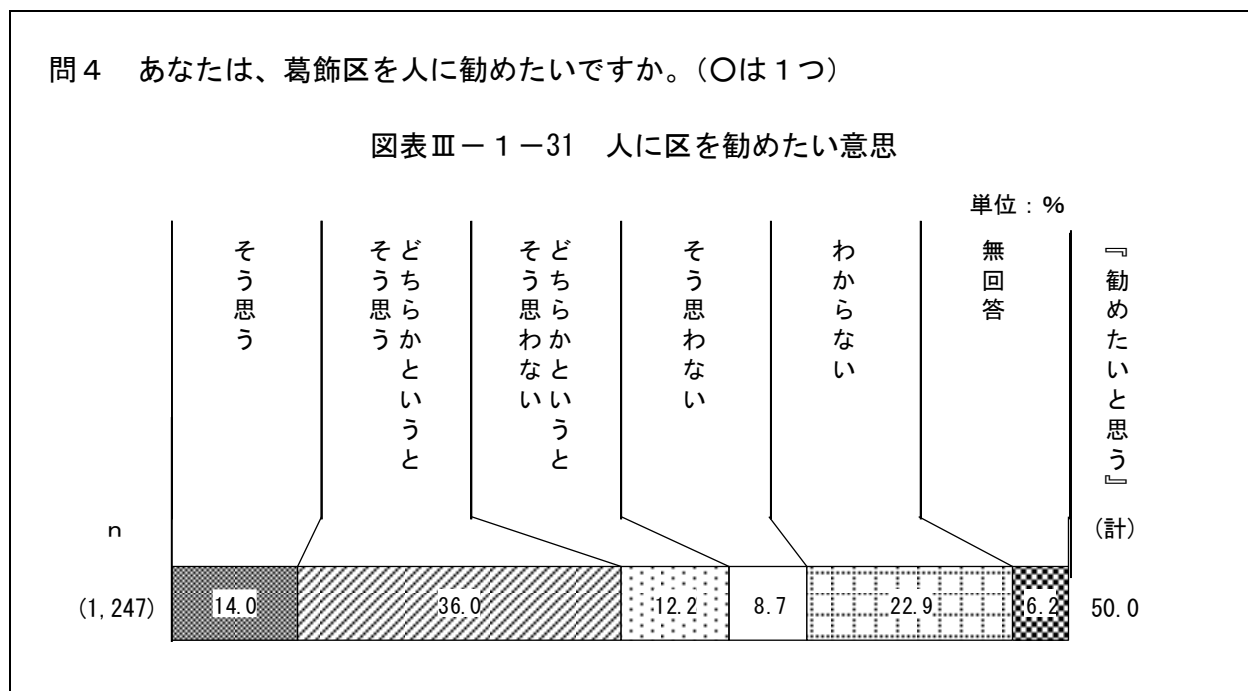 問４　あなたは、葛飾区を人に勧めたいですか。（○は１つ）
図表Ⅲ－１－31　人に区を勧めたい意思
単位：％
そう思う
どちらかというと
そう思う
どちらかというと
そう思わない
そう思わない
わからない
無回答
『勧めたいと思う』
(計)
ｎ
(1,247)
14.0
36.0
12.2
8.7
22.9
6.2
50.0